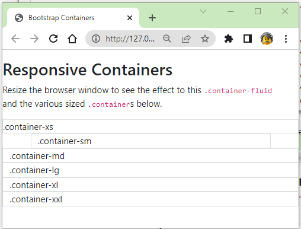 Bootstrap Containers
http://127.0...
Responsive Containers
Resize the browser window to see the effect to this .container-fluid
and the various sized .containers below.
.container-xs
.container-sm
.container-md
.container-lg
.container-xl
.container-xxl